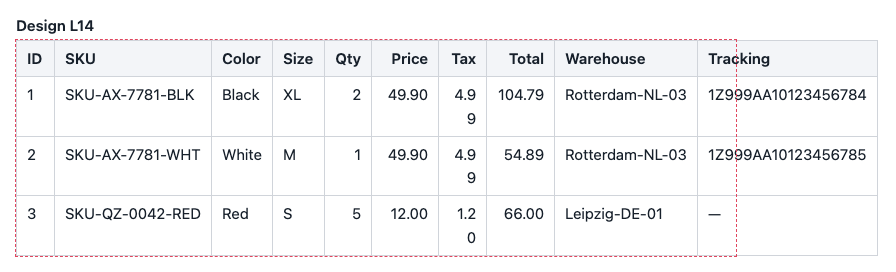 Design L14
ID SKU Color Size Qty Price Tax Total Warehouse Tracking
1 SKU-AX-7781-BLK Black XL 2 49.90 4.9 104.79 Rotterdam-NL-03 1Z999AA10123456784
9
2 SKU-AX-7781-WHT White M 1 49.90 4.9 54.89 Rotterdam-NL-03 1Z999AA10123456785
9
3 SKU-QZ-0042-RED Red S 5 12.00 1.2 66.00 Leipzig-DE-01 —
0